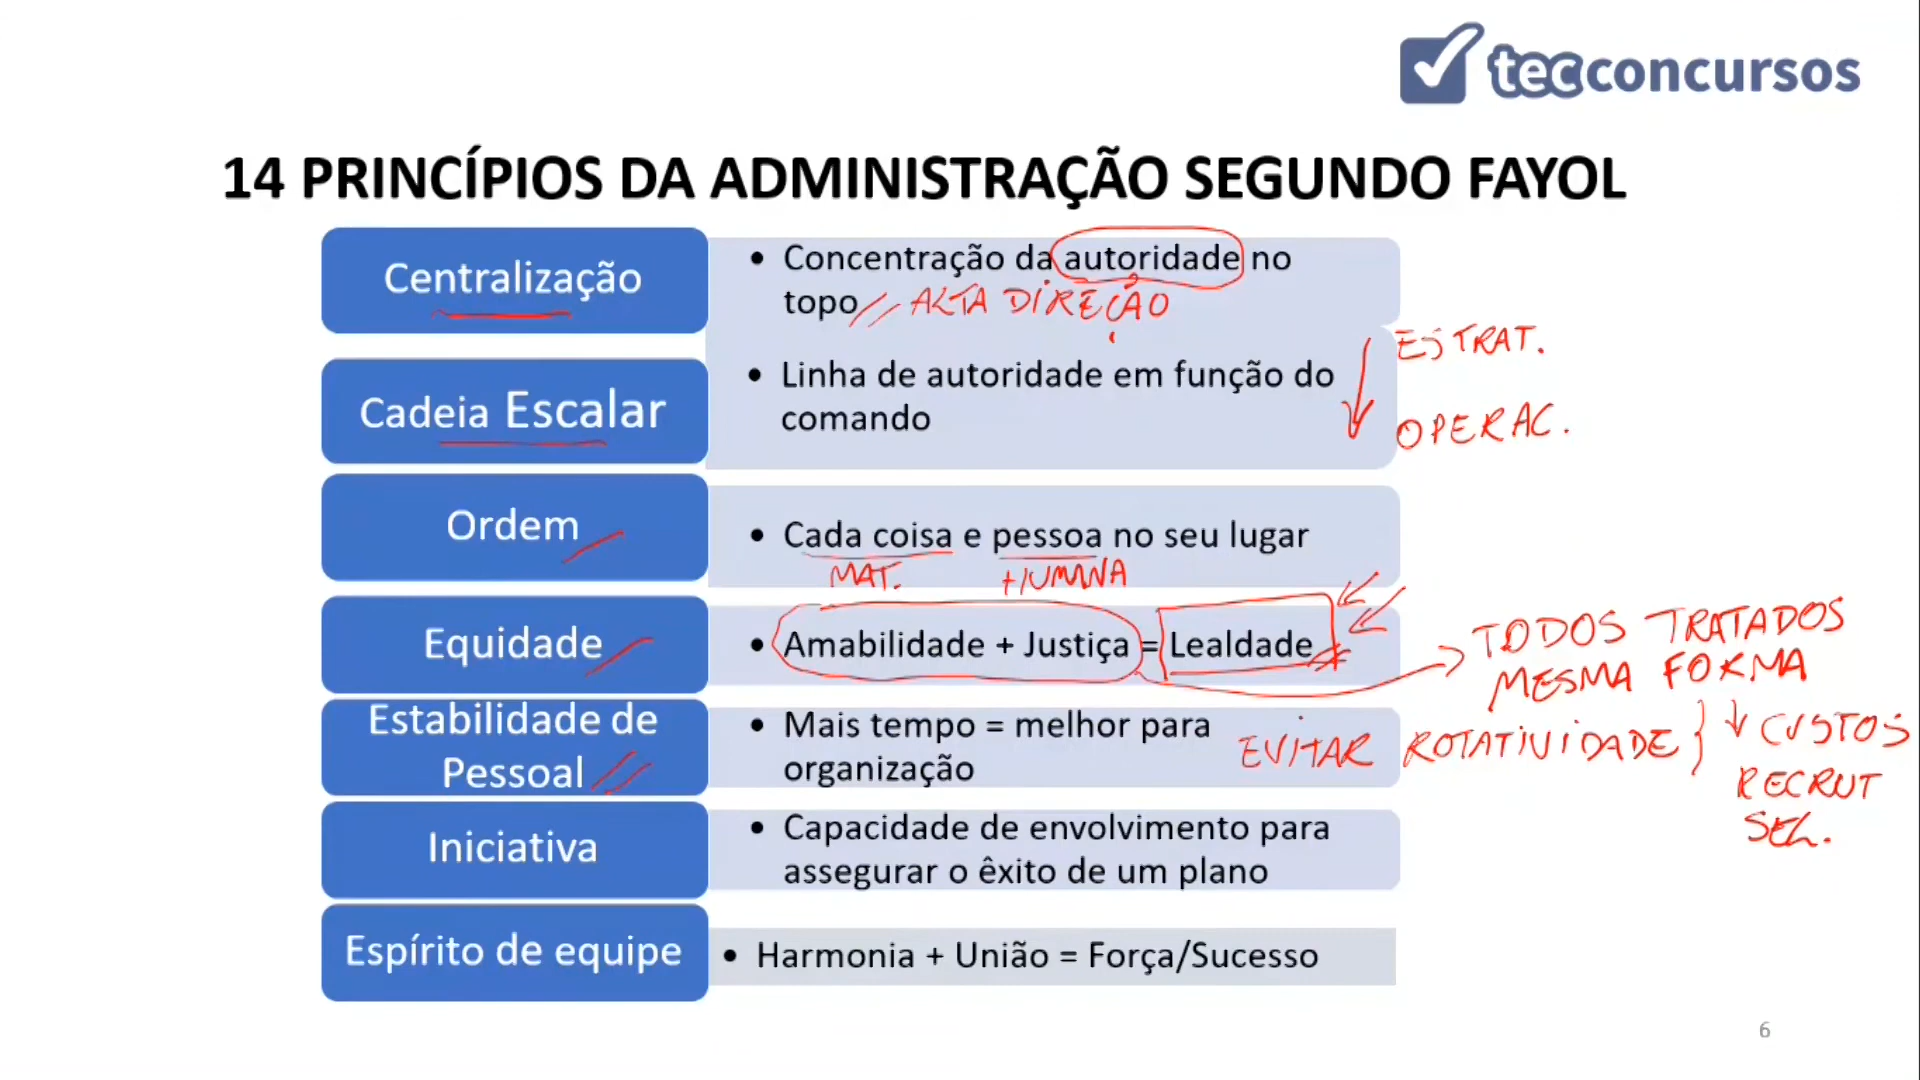 tecconcursos
14 PRINCÍPIOS DA ADMINISTRAÇÃO SEGUNDO FAYOL
Centralização
• Concentração da autoridade no
topo // ALTA DIREÇÃO
Cadeia Escalar
• Linha de autoridade em função do
comando
ESTRAT.
OPERAC.
Ordem
• Cada coisa e pessoa no seu lugar
MAT. HUMANA
Equidade
• Amabilidade + Justiça = Lealdade
TODOS TRATADOS
MESMA FORMA
Estabilidade de
Pessoal
• Mais tempo = melhor para
organização
EVITAR ROTATIVIDADE } ↓ CUSTOS
RECRUT
SEL.
Iniciativa
• Capacidade de envolvimento para
assegurar o êxito de um plano
Espírito de equipe
• Harmonia + União = Força/Sucesso
6